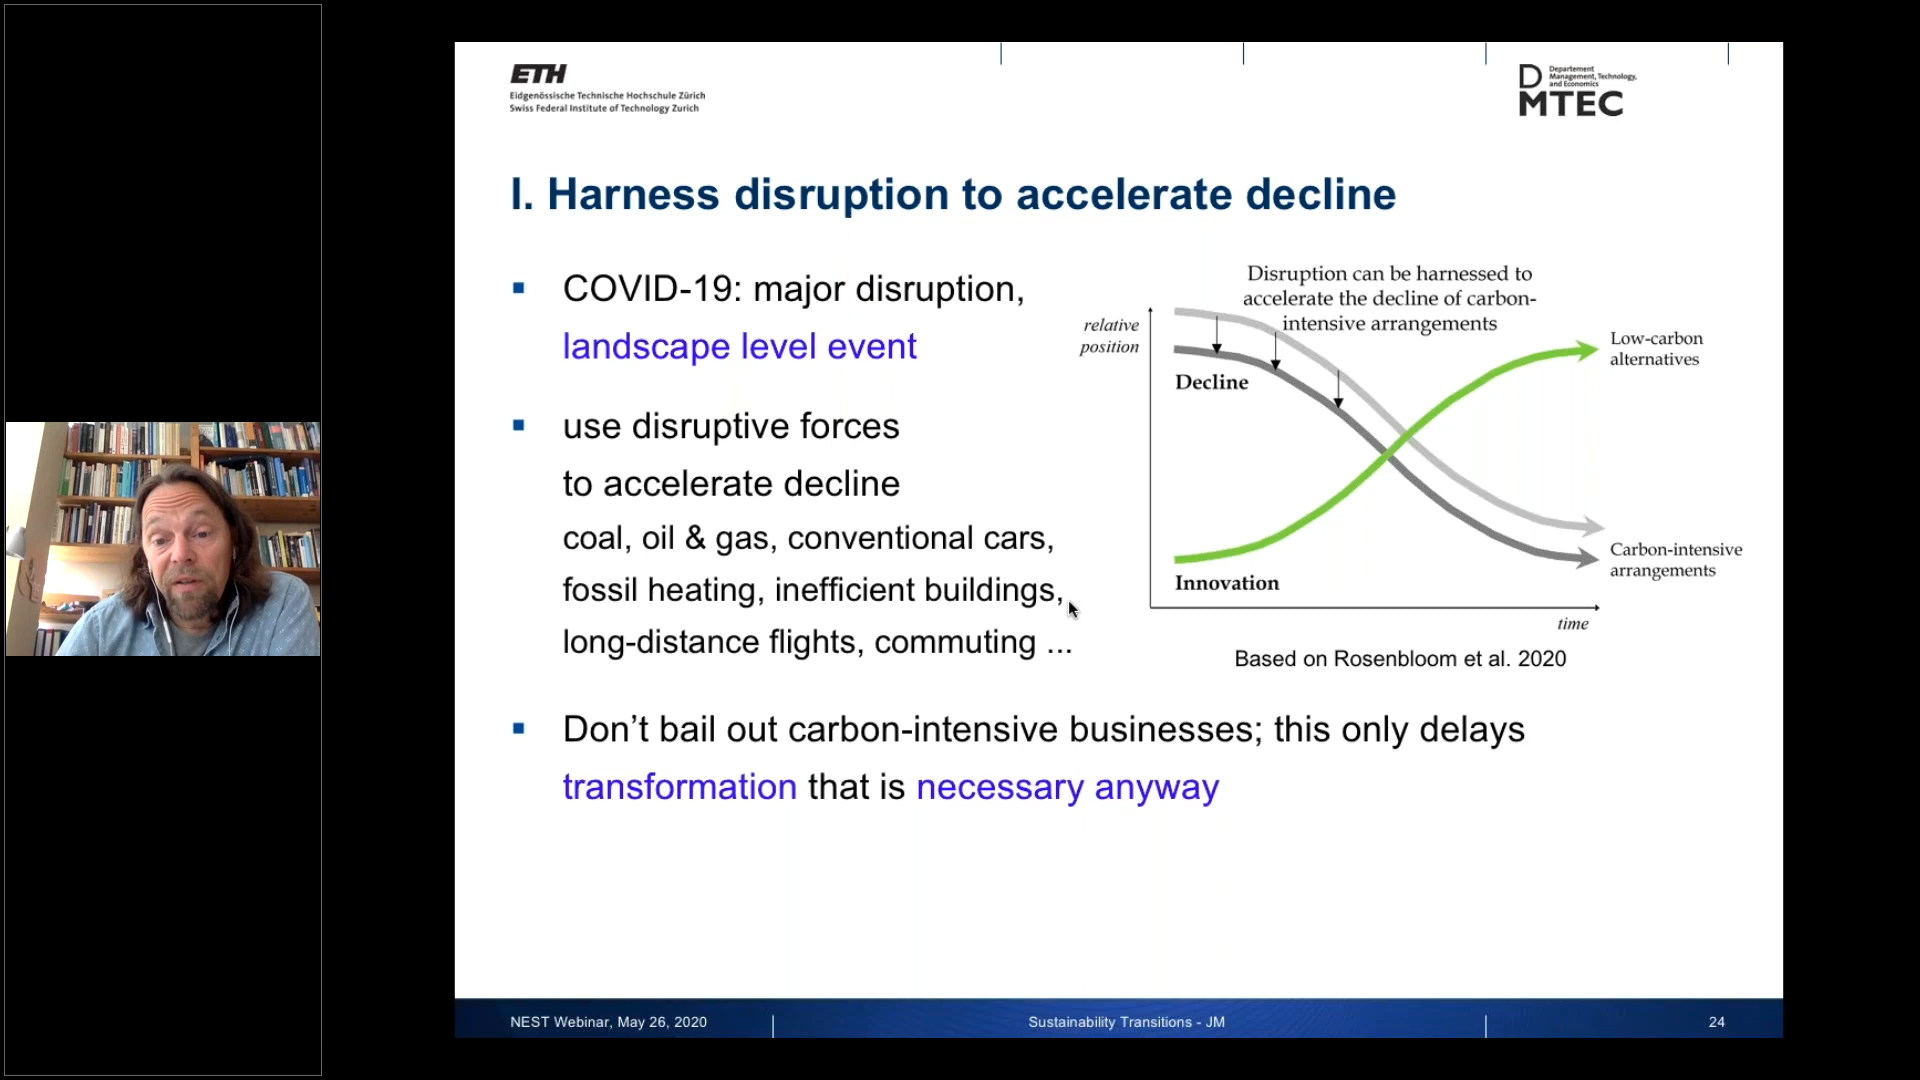 ETH
Eidgenössische Technische Hochschule Zürich
Swiss Federal Institute of Technology Zurich
D
Departement
Management, Technology,
and Economics
MTEC
I. Harness disruption to accelerate decline
▪ COVID-19: major disruption,
landscape level event
▪ use disruptive forces
to accelerate decline
coal, oil & gas, conventional cars,
fossil heating, inefficient buildings,
long-distance flights, commuting ...
Disruption can be harnessed to
accelerate the decline of carbon-
intensive arrangements
relative
position
Decline
Low-carbon
alternatives
Carbon-intensive
arrangements
Innovation
time
Based on Rosenbloom et al. 2020
▪ Don’t bail out carbon-intensive businesses; this only delays
transformation that is necessary anyway
NEST Webinar, May 26, 2020
Sustainability Transitions - JM
24